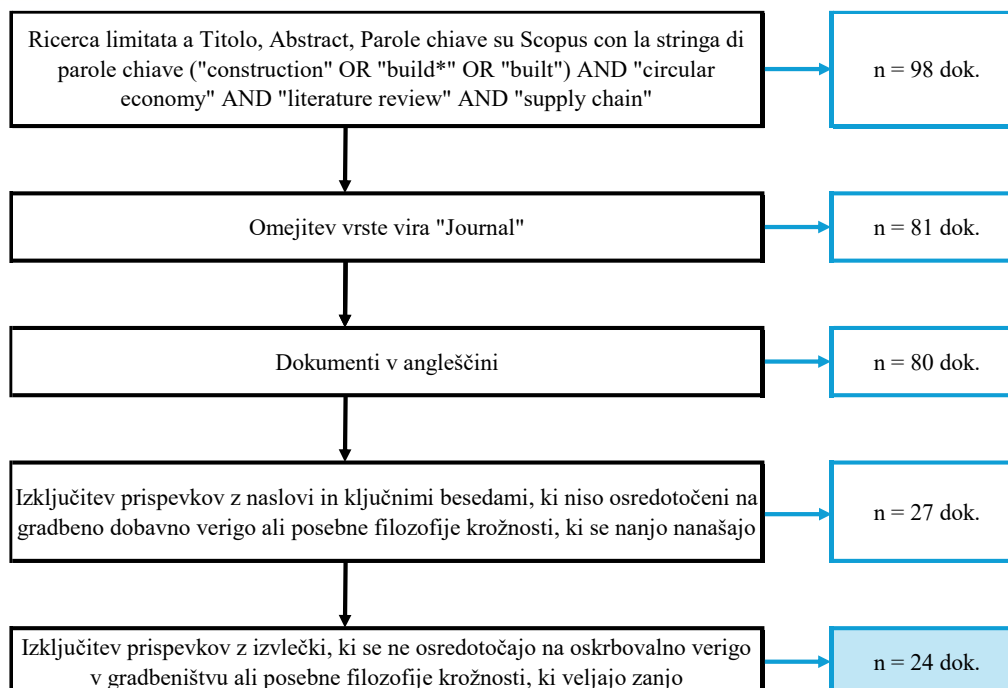 Ricerca limitata a Titolo, Abstract, Parole chiave su Scopus con la stringa di
parole chiave ("construction" OR "build*" OR "built") AND "circular
economy" AND "literature review" AND "supply chain"
n = 98 dok.
Omejitev vrste vira "Journal"
n = 81 dok.
Dokumenti v angleščini
n = 80 dok.
Izključitev prispevkov z naslovi in ključnimi besedami, ki niso osredotočeni na
gradbeno dobavno verigo ali posebne filozofije krožnosti, ki se nanjo nanašajo
n = 27 dok.
Izključitev prispevkov z izvlečki, ki se ne osredotočajo na oskrbovalno verigo
v gradbeništvu ali posebne filozofije krožnosti, ki veljajo zanjo
n = 24 dok.